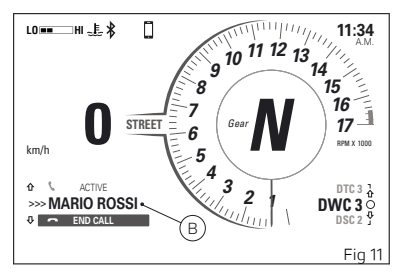 LO HI
11:34
A.M.
0
km/h
STREET
Gear
N
1
2
3
4
5
6
7
8
9
10
11
12
13
14
15
16
17
RPM X 1000
ACTIVE
>>> MARIO ROSSI
END CALL
B
DTC 3
DWC 3
DSC 2
Fig 11